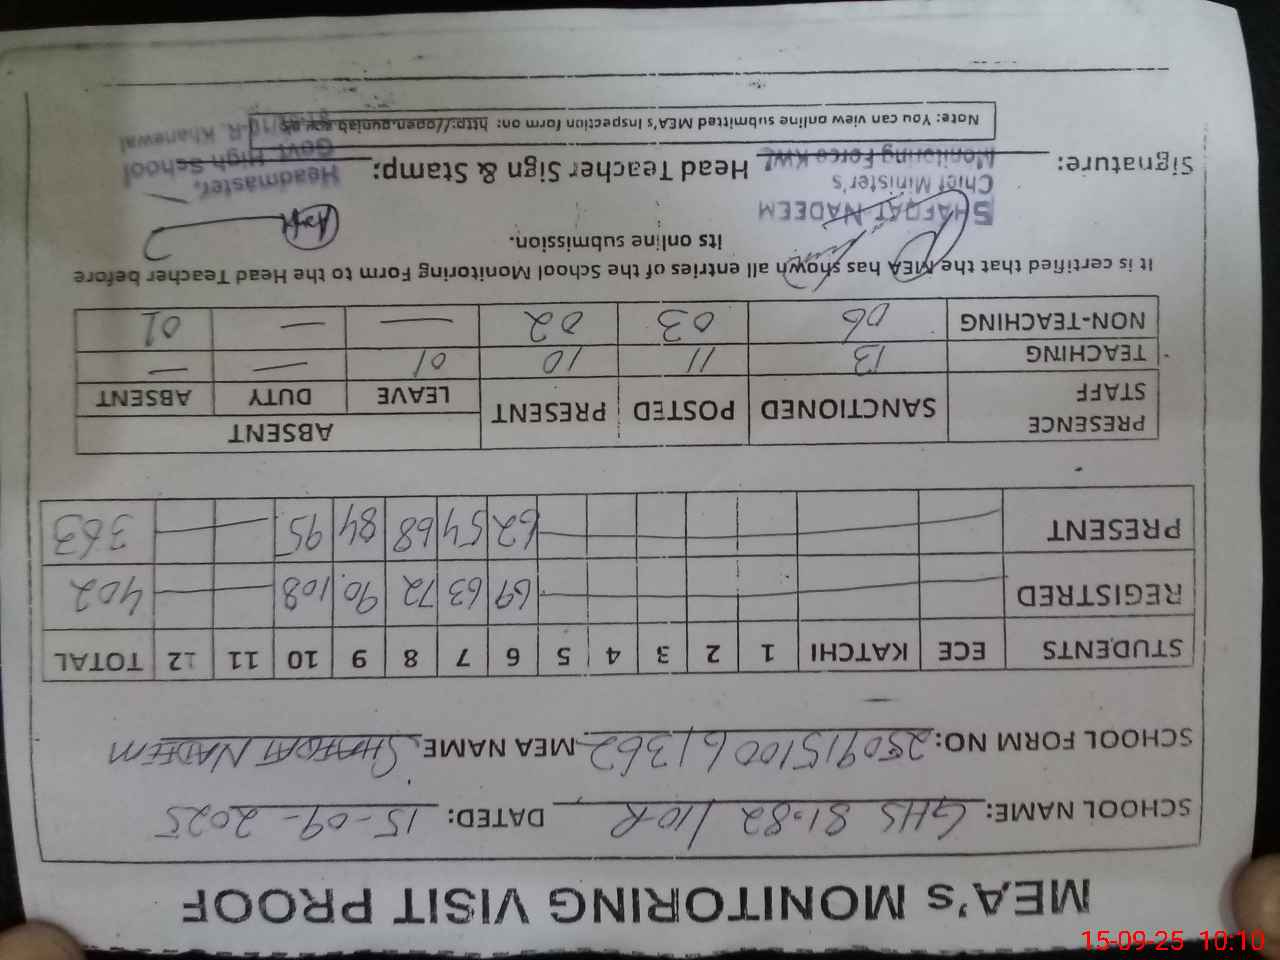 MEA's MONITORING VISIT PROOF
SCHOOL NAME: GHS 81-82/10-R DATED: 15-09-2025
SCHOOL FORM NO: 25091510061362 MEA NAME SHAFQAT NADEEM
STUDENTS ECE KATCHI 1 2 3 4 5 6 7 8 9 10 11 12 TOTAL
REGISTRED 69 63 72 90 108 — — 402
PRESENT 62 54 68 84 95 — — 363
PRESENCE STAFF SANCTIONED POSTED PRESENT ABSENT
LEAVE DUTY ABSENT
TEACHING 13 11 10 01 — —
NON-TEACHING 06 03 02 — — 01
It is certified that the MEA has shown all entries of the School Monitoring Form to the Head Teacher before
its online submission.
SHAFQAT NADEEM
Chief Minister's
Monitoring Force KWL
Signature: Head Teacher Sign & Stamp:
Headmaster,
Govt. High School
81-82/10-R, Khanewal
Note: You can view online submitted MEA's Inspection form on: http://open.punjab.gov.pk
15-09-25 10:10